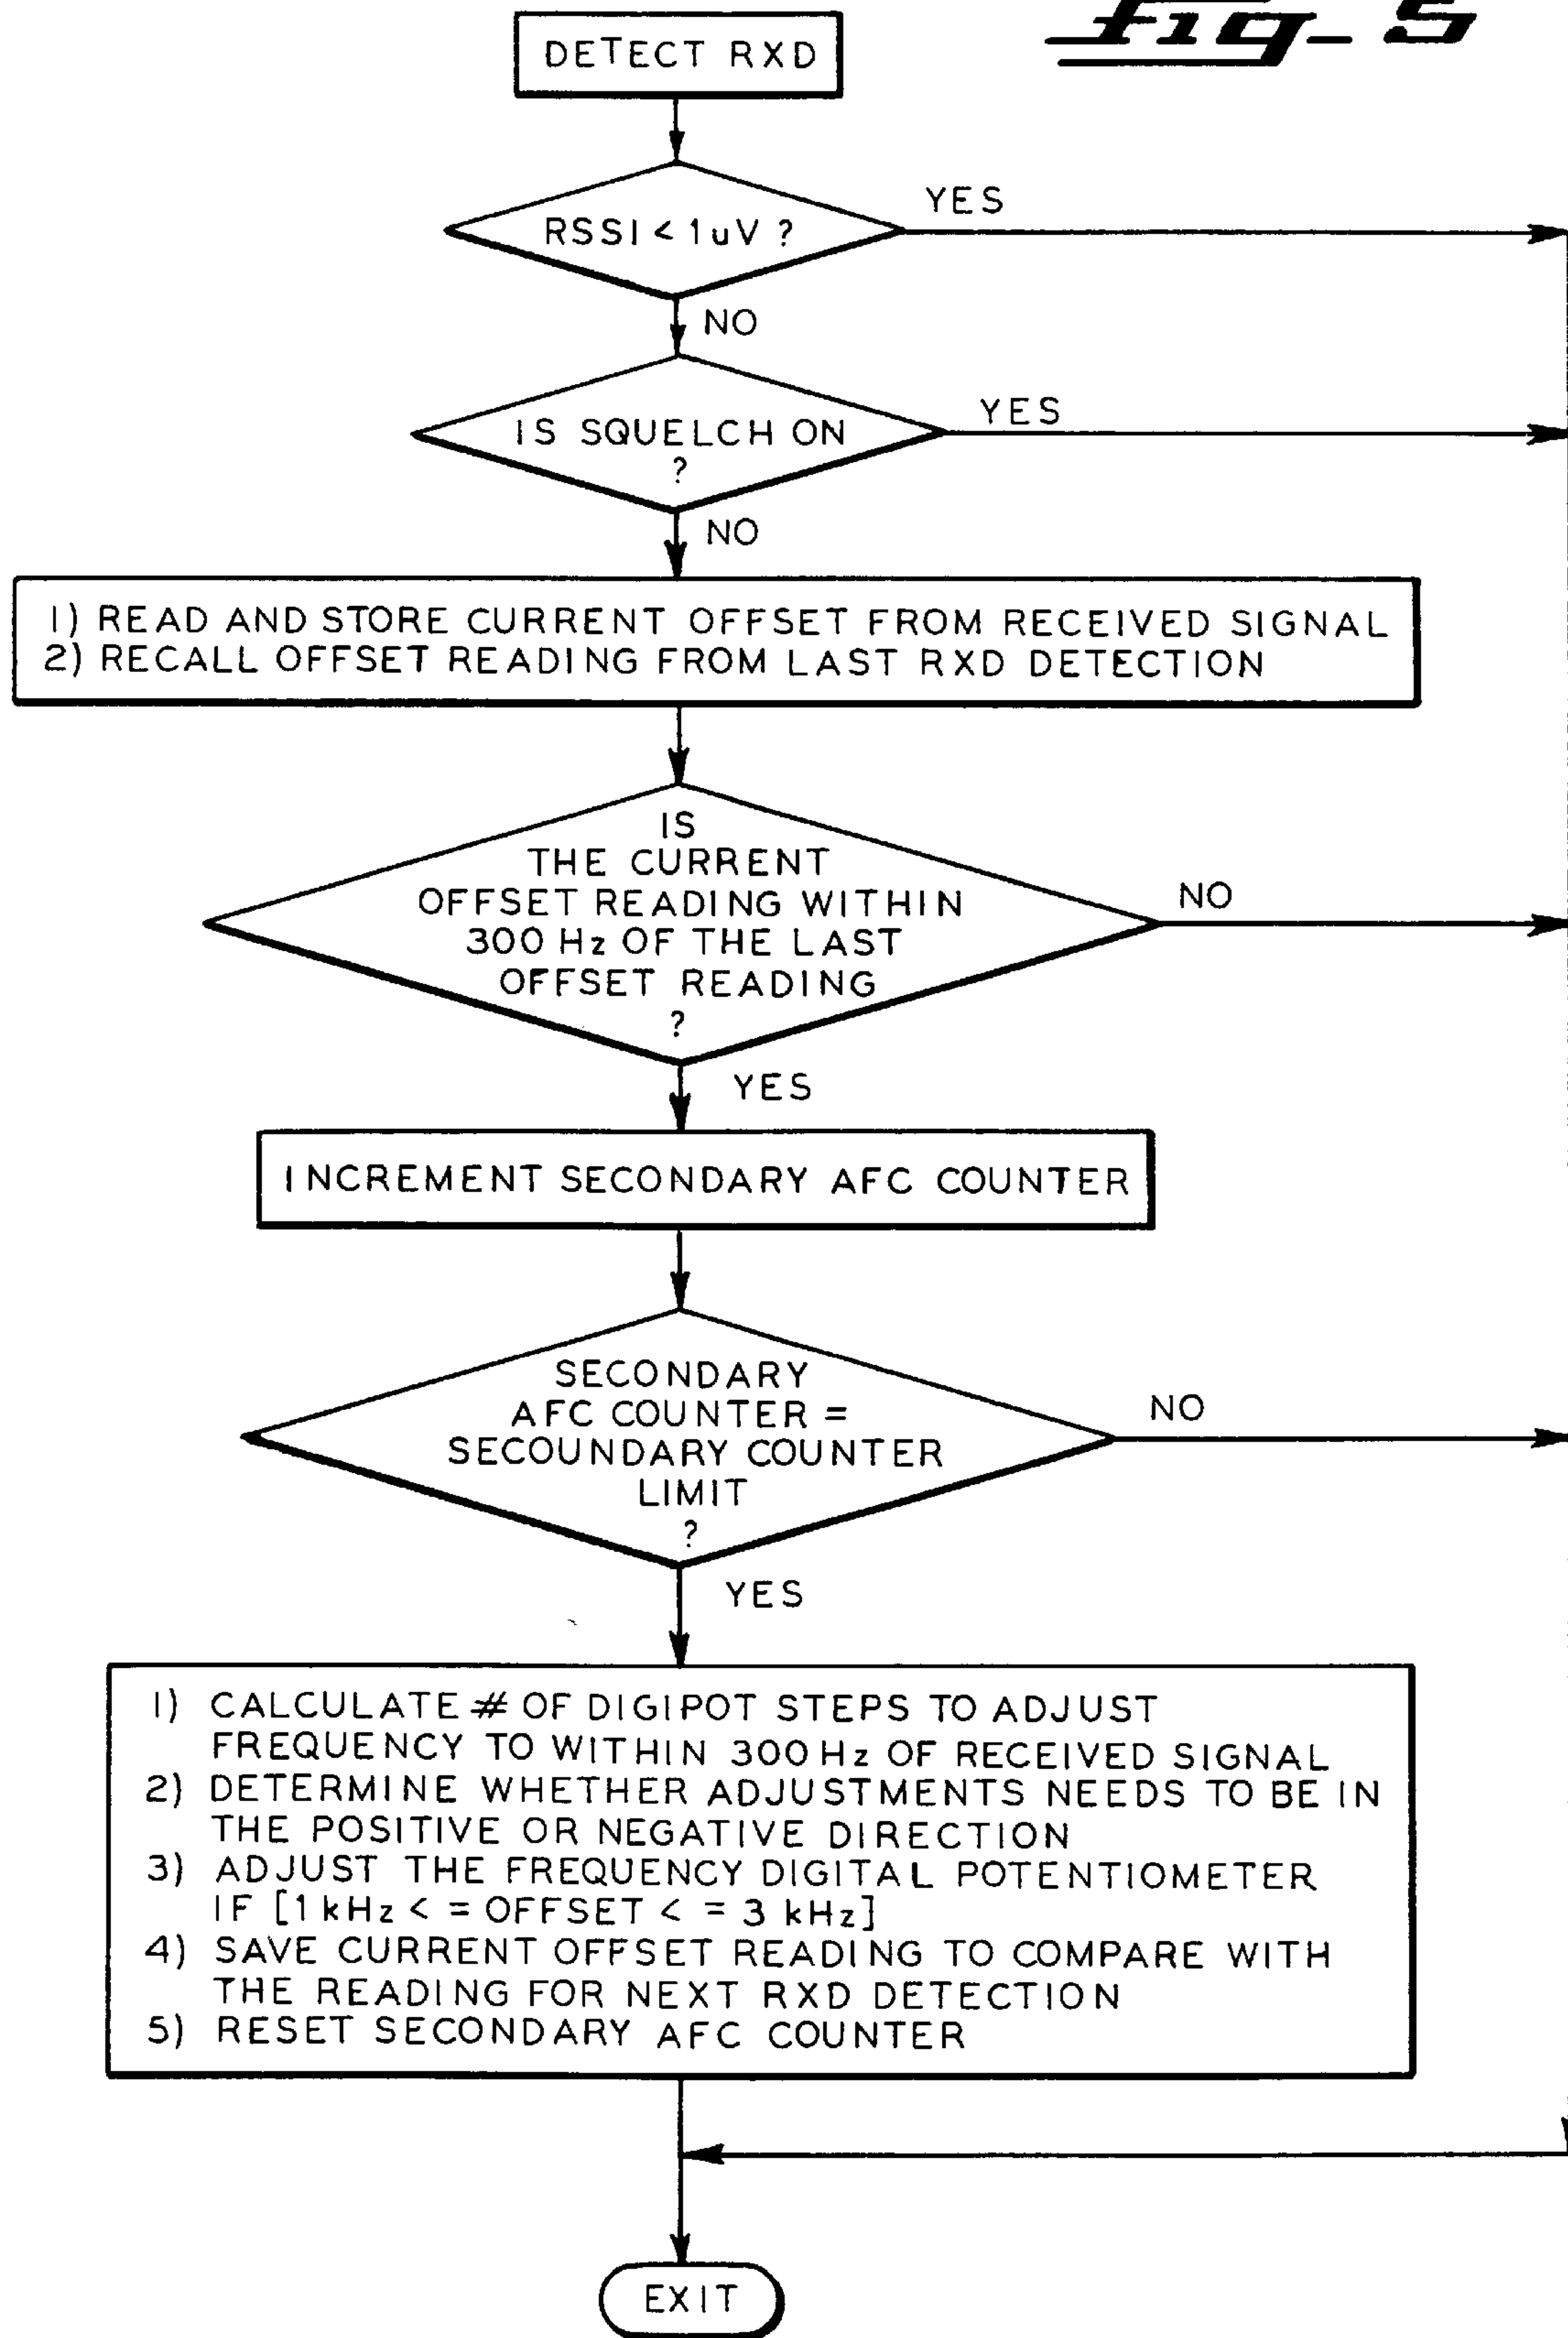 fig-5
DETECT RXD
RSSI < 1uV ?
YES
NO
IS SQUELCH ON
?
YES
NO
1) READ AND STORE CURRENT OFFSET FROM RECEIVED SIGNAL
2) RECALL OFFSET READING FROM LAST RXD DETECTION
IS
THE CURRENT
OFFSET READING WITHIN
300 Hz OF THE LAST
OFFSET READING
?
NO
YES
INCREMENT SECONDARY AFC COUNTER
SECONDARY
AFC COUNTER =
SECOUNDARY COUNTER
LIMIT
?
NO
YES
1) CALCULATE # OF DIGIPOT STEPS TO ADJUST
FREQUENCY TO WITHIN 300 Hz OF RECEIVED SIGNAL
2) DETERMINE WHETHER ADJUSTMENTS NEEDS TO BE IN
THE POSITIVE OR NEGATIVE DIRECTION
3) ADJUST THE FREQUENCY DIGITAL POTENTIOMETER
IF [1 kHz < = OFFSET < = 3 kHz]
4) SAVE CURRENT OFFSET READING TO COMPARE WITH
THE READING FOR NEXT RXD DETECTION
5) RESET SECONDARY AFC COUNTER
EXIT